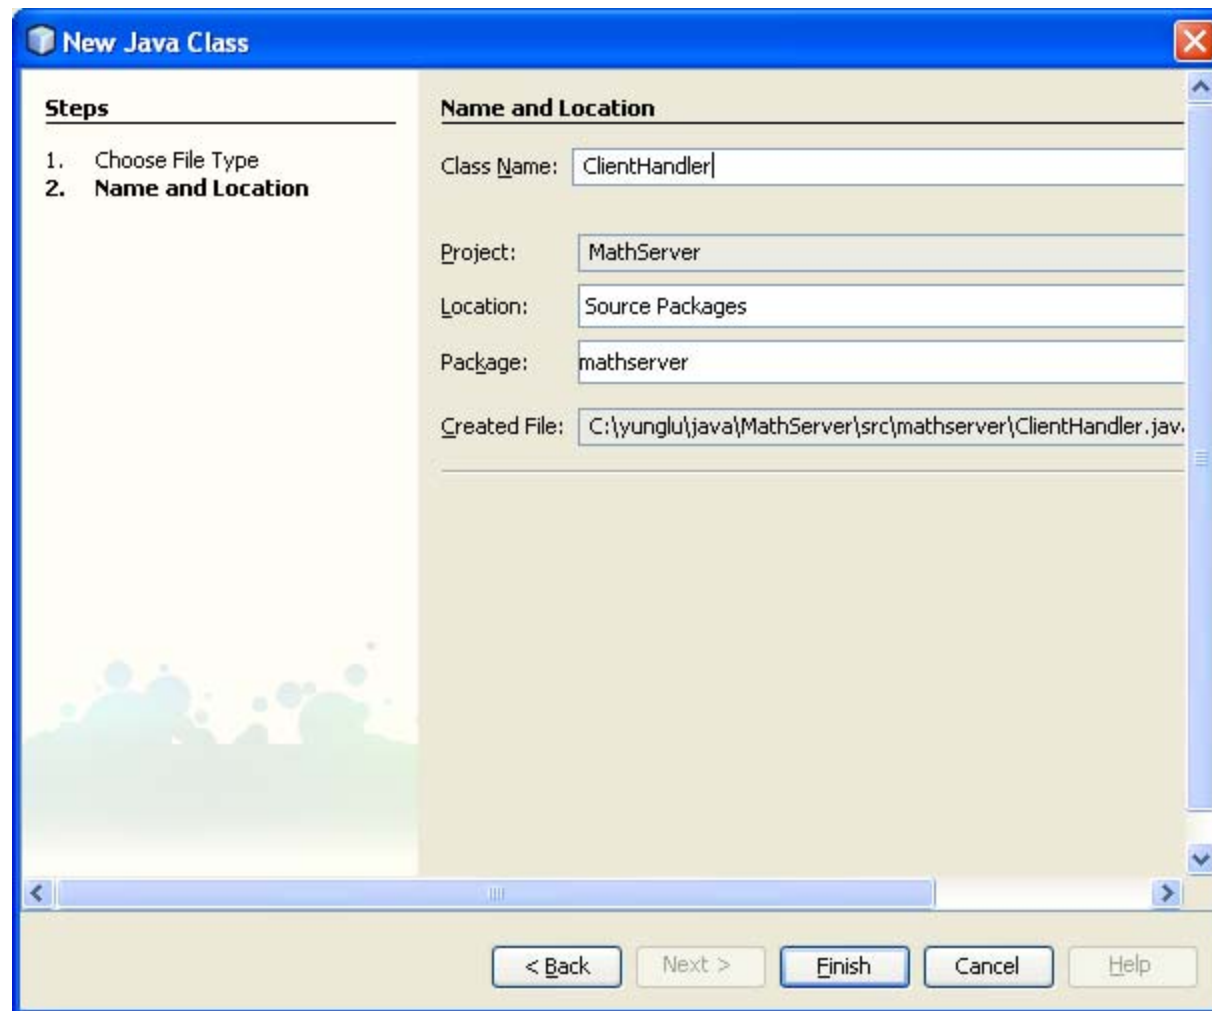 New Java Class
Steps
1. Choose File Type
2. Name and Location
Name and Location
Class Name: ClientHandler
Project: MathServer
Location: Source Packages
Package: mathserver
Created File: C:\yunglu\java\MathServer\src\mathserver\ClientHandler.jav
< Back Next > Finish Cancel Help